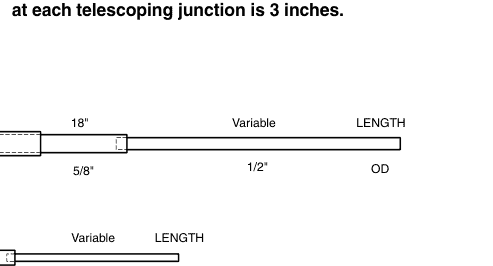 at each telescoping junction is 3 inches.
18" Variable LENGTH
5/8" 1/2" OD
Variable LENGTH